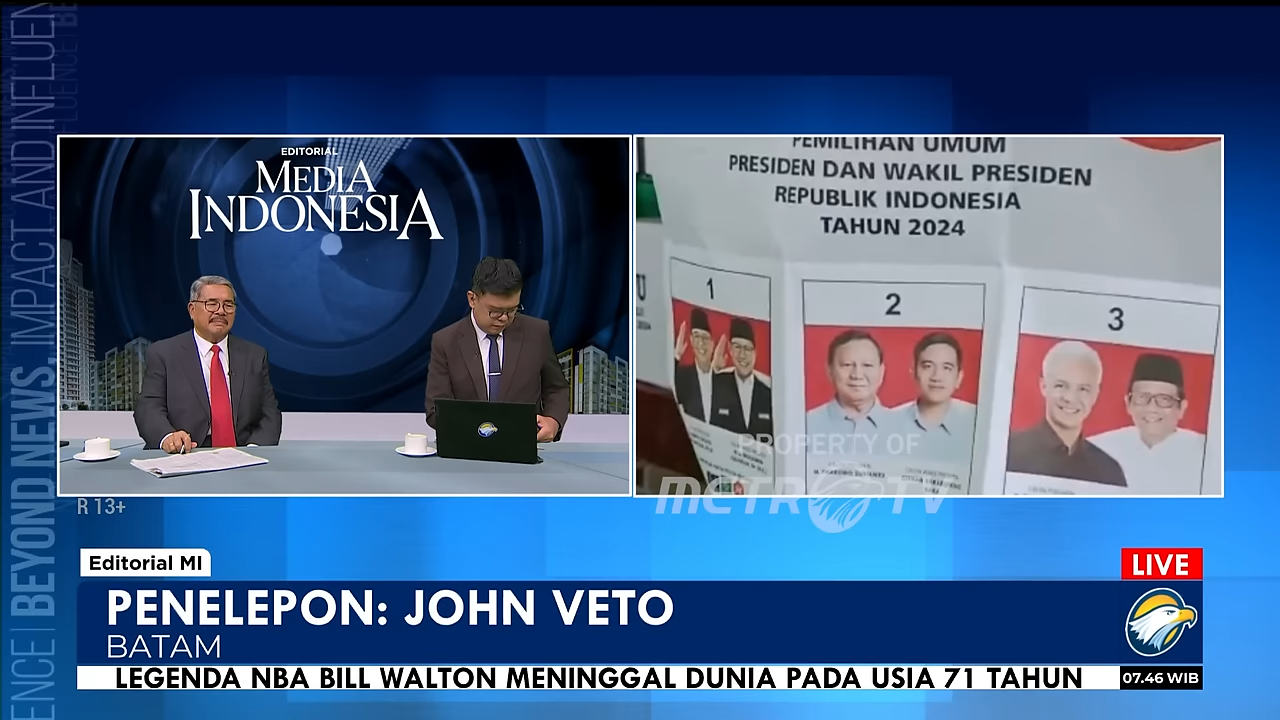 BEYOND NEWS, IMPACT AND INFLUEN
ENCE |
EDITORIAL
MEDIA
INDONESIA
PEMILIHAN UMUM
PRESIDEN DAN WAKIL PRESIDEN
REPUBLIK INDONESIA
TAHUN 2024
1
2
3
PROPERTY OF
METRO TV
R 13+
Editorial MI
LIVE
PENELEPON: JOHN VETO
BATAM
LEGENDA NBA BILL WALTON MENINGGAL DUNIA PADA USIA 71 TAHUN
07.46 WIB